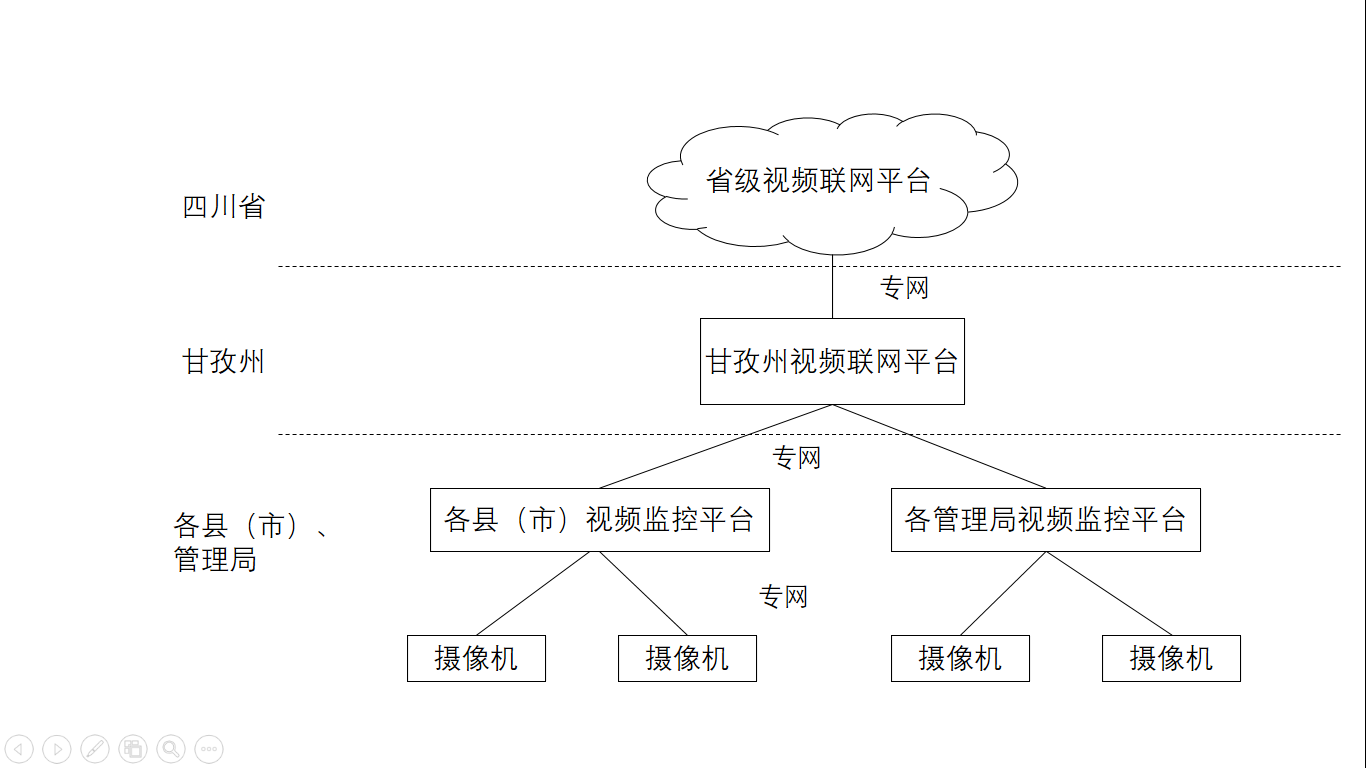 省级视频联网平台
四川省
专网
甘孜州
甘孜州视频联网平台
专网
各县（市）、
管理局
各县（市）视频监控平台
各管理局视频监控平台
专网
摄像机
摄像机
摄像机
摄像机